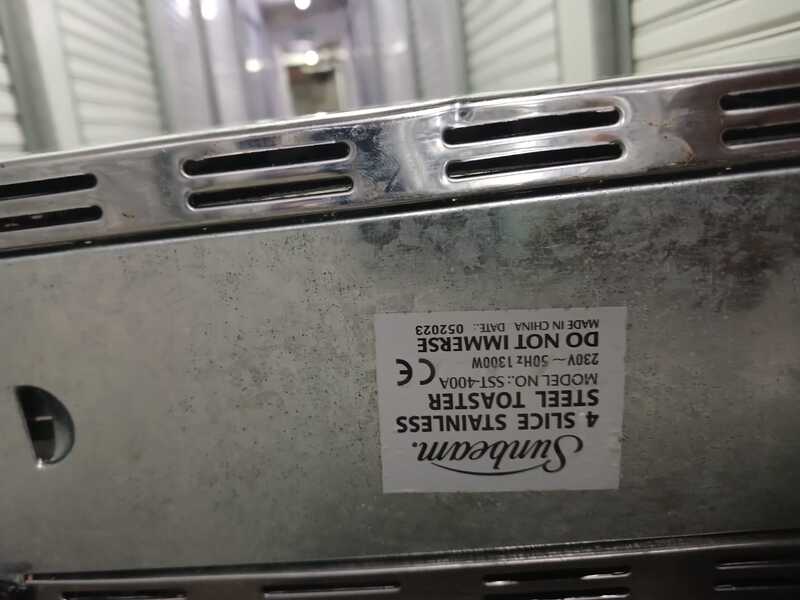 Sunbeam.
4 SLICE STAINLESS
STEEL TOASTER
MODEL NO.: SST-400A
230V ~ 50Hz 1300W
CE
DO NOT IMMERSE
MADE IN CHINA DATE.: 052023